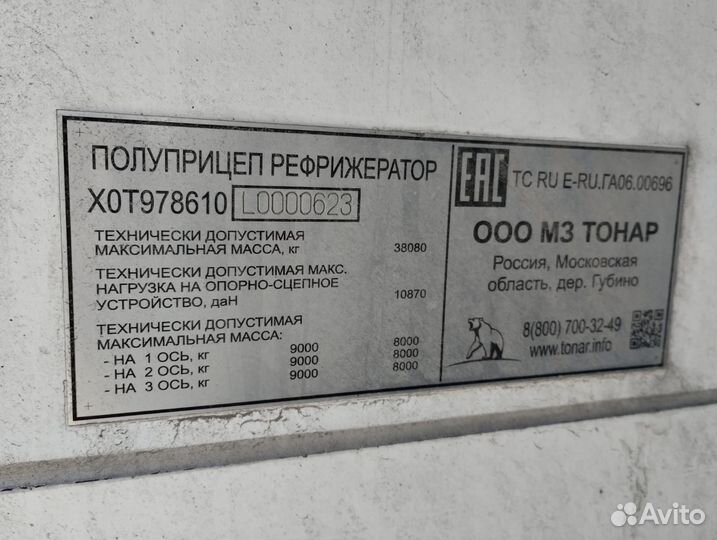 ПОЛУПРИЦЕП РЕФРИЖЕРАТОР
X0T978610 L0000623
ТЕХНИЧЕСКИ ДОПУСТИМАЯ
МАКСИМАЛЬНАЯ МАССА, кг 38080
ТЕХНИЧЕСКИ ДОПУСТИМАЯ МАКС.
НАГРУЗКА НА ОПОРНО-СЦЕПНОЕ
УСТРОЙСТВО, даН 10870
ТЕХНИЧЕСКИ ДОПУСТИМАЯ
МАКСИМАЛЬНАЯ МАССА:
- НА 1 ОСЬ, кг 9000 8000
- НА 2 ОСЬ, кг 9000 8000
- НА 3 ОСЬ, кг 9000 8000
EAC TC RU E-RU.ГА06.00696
ООО МЗ ТОНАР
Россия, Московская
область, дер. Губино
8(800) 700-32-49
www.tonar.info
Avito